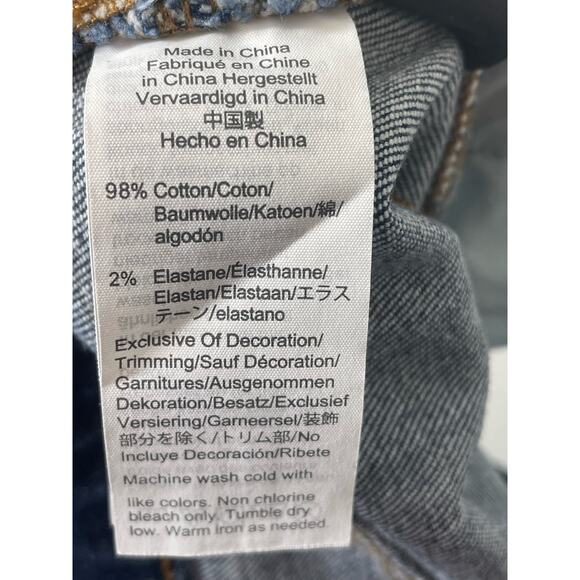 Made in China
Fabriqué en Chine
in China Hergestellt
Vervaardigd in China
中国製
Hecho en China
98% Cotton/Coton/
Baumwolle/Katoen/綿/
algodón
2% Elastane/Élasthanne/
Elastan/Elastaan/エラス
テーン/elastano
Exclusive Of Decoration/
Trimming/Sauf Décoration/
Garnitures/Ausgenommen
Dekoration/Besatz/Exclusief
Versiering/Garneersel/装飾
部分を除く/トリム部/No
Incluye Decoración/Ribete
Machine wash cold with
like colors. Non chlorine
bleach only. Tumble dry
low. Warm iron as needed.